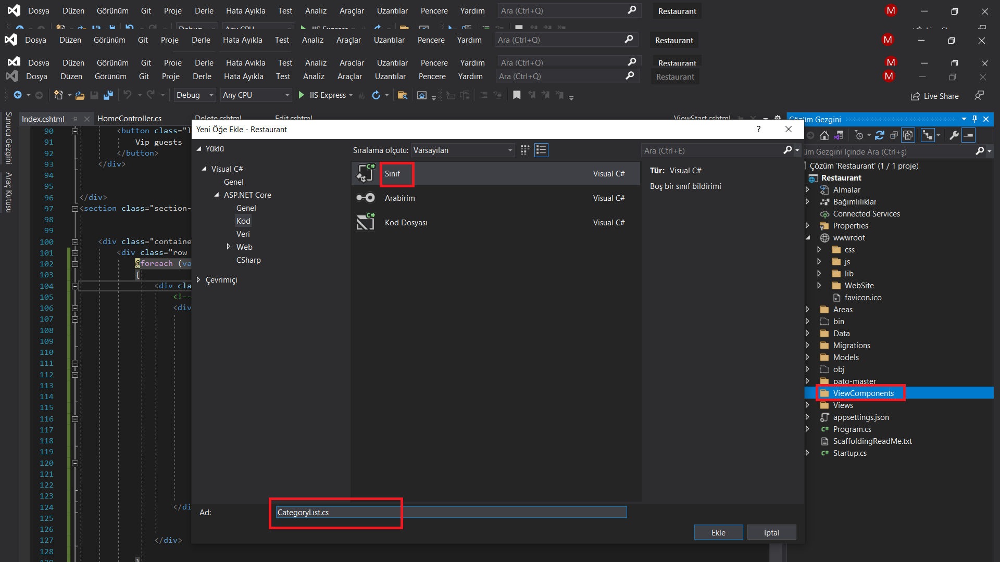 Dosya Düzen Görünüm Git Proje Derle Hata Ayıkla Test Analiz Araçlar Uzantılar Pencere Yardım Ara (Ctrl+Q) Restaurant M
Debug Any CPU IIS Express
Dosya Düzen Görünüm Git Proje Derle Hata Ayıkla Test Analiz Araçlar Uzantılar Pencere Yardım Ara (Ctrl+Q) Restaurant M
Dosya Düzen Görünüm Git Proje Derle Hata Ayıkla Test Analiz Araçlar Uzantılar Pencere Yardım Ara (Ctrl+Q) Restaurant M
Dosya Düzen Görünüm Git Proje Derle Hata Ayıkla Test Analiz Araçlar Uzantılar Pencere Yardım Ara (Ctrl+Q) Restaurant M
Debug Any CPU IIS Express Live Share
Sunucu Gezgini
Araç Kutusu
Index.cshtml HomeController.cs Delete.cshtml Edit.cshtml ViewStart.cshtml
90 <button class="l
91 Vip guests
92 </button>
93 </div>
94
95
96 </div>
97 <section class="section-
98
99
100 <div class="containe
101 <div class="row
102 @foreach (va
103 {
104 <div cla
105 <!--
106 <div
107
108
109
110
111
112
113
114
115
116
117
118
119
120
121
122
123
124 </di
125
126
127 </div>
128
129 }
Yeni Öğe Ekle - Restaurant ?
Yüklü
Visual C#
Genel
ASP.NET Core
Genel
Kod
Veri
Web
CSharp
Çevrimiçi
Sıralama ölçütü: Varsayılan
Sınıf Visual C#
Arabirim Visual C#
Kod Dosyası Visual C#
Ara (Ctrl+E)
Tür: Visual C#
Boş bir sınıf bildirimi
Ad: CategoryList.cs
Ekle İptal
Çözüm Gezgini
üm Gezgini İçinde Ara (Ctrl+ş)
Çözüm 'Restaurant' (1 / 1 proje)
Restaurant
Almalar
Bağımlılıklar
Connected Services
Properties
wwwroot
css
js
lib
WebSite
favicon.ico
Areas
bin
Data
Migrations
Models
obj
pato-master
ViewComponents
Views
appsettings.json
Program.cs
ScaffoldingReadMe.txt
Startup.cs